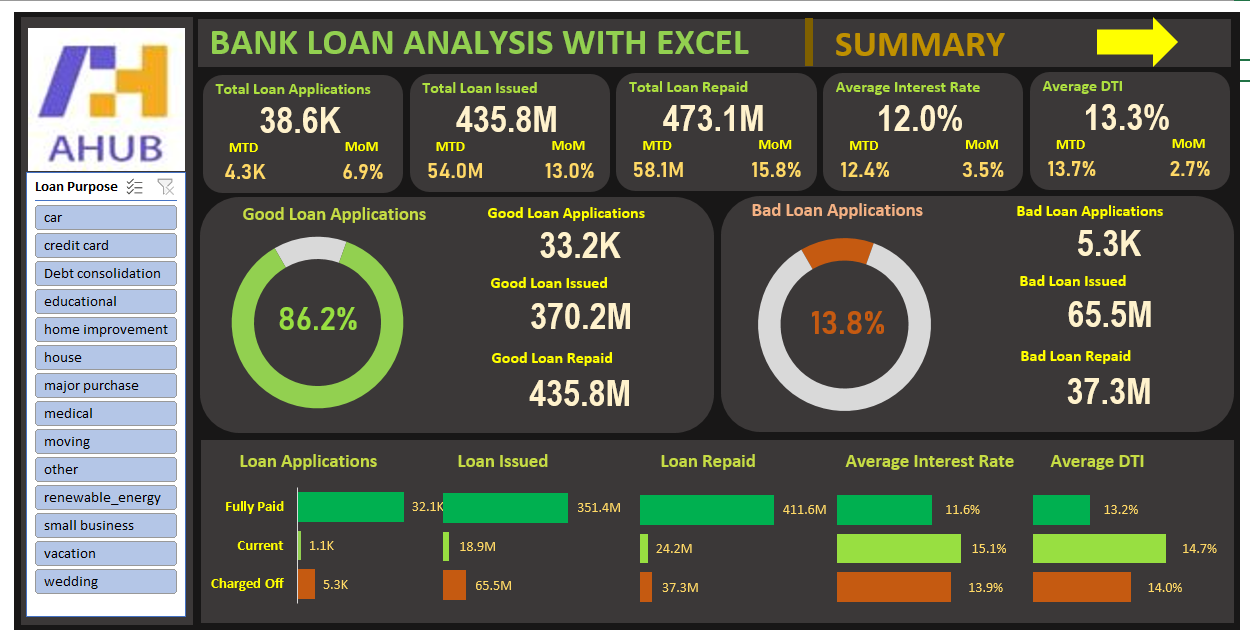 BANK LOAN ANALYSIS WITH EXCEL
SUMMARY
AHUB
Loan Purpose
car
credit card
Debt consolidation
educational
home improvement
house
major purchase
medical
moving
other
renewable_energy
small business
vacation
wedding
Total Loan Applications
38.6K
MTD MoM
4.3K 6.9%
Total Loan Issued
435.8M
MTD MoM
54.0M 13.0%
Total Loan Repaid
473.1M
MTD MoM
58.1M 15.8%
Average Interest Rate
12.0%
MTD MoM
12.4% 3.5%
Average DTI
13.3%
MTD MoM
13.7% 2.7%
Good Loan Applications
86.2%
Good Loan Applications
33.2K
Good Loan Issued
370.2M
Good Loan Repaid
435.8M
Bad Loan Applications
13.8%
Bad Loan Applications
5.3K
Bad Loan Issued
65.5M
Bad Loan Repaid
37.3M
Loan Applications Loan Issued Loan Repaid Average Interest Rate Average DTI
Fully Paid 32.1K 351.4M 411.6M 11.6% 13.2%
Current 1.1K 18.9M 24.2M 15.1% 14.7%
Charged Off 5.3K 65.5M 37.3M 13.9% 14.0%